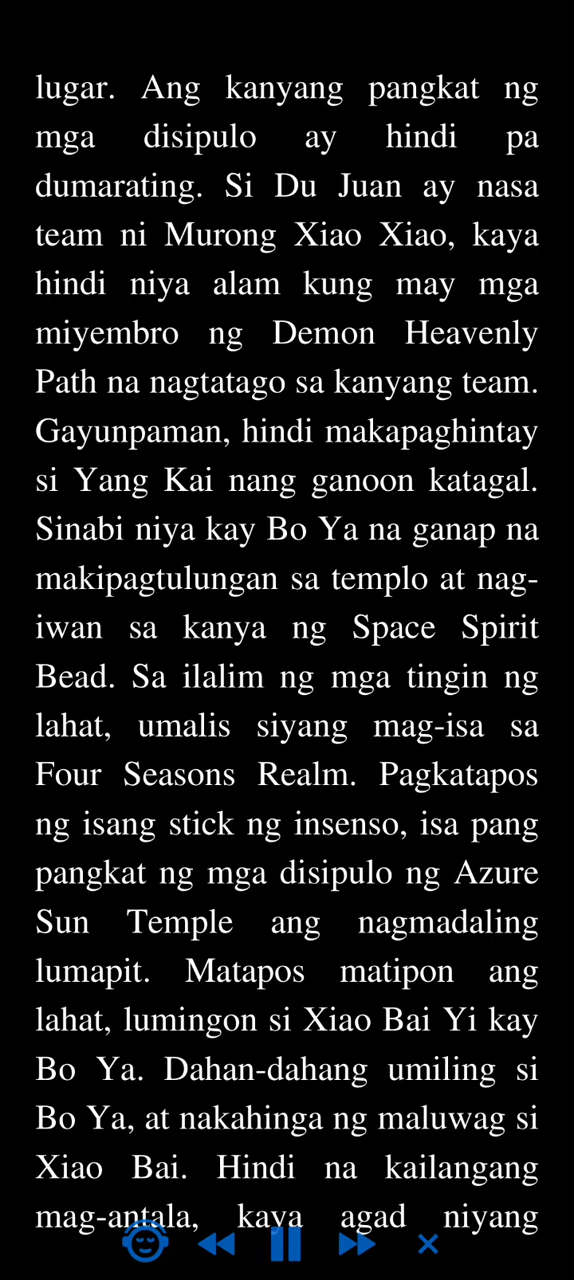 lugar. Ang kanyang pangkat ng
mga disipulo ay hindi pa
dumarating. Si Du Juan ay nasa
team ni Murong Xiao Xiao, kaya
hindi niya alam kung may mga
miyembro ng Demon Heavenly
Path na nagtatago sa kanyang team.
Gayunpaman, hindi makapaghintay
si Yang Kai nang ganoon katagal.
Sinabi niya kay Bo Ya na ganap na
makipagtulungan sa templo at nag-
iwan sa kanya ng Space Spirit
Bead. Sa ilalim ng mga tingin ng
lahat, umalis siyang mag-isa sa
Four Seasons Realm. Pagkatapos
ng isang stick ng insenso, isa pang
pangkat ng mga disipulo ng Azure
Sun Temple ang nagmadaling
lumapit. Matapos matipon ang
lahat, lumingon si Xiao Bai Yi kay
Bo Ya. Dahan-dahang umiling si
Bo Ya, at nakahinga ng maluwag si
Xiao Bai. Hindi na kailangang
mag-antala, kaya agad niyang